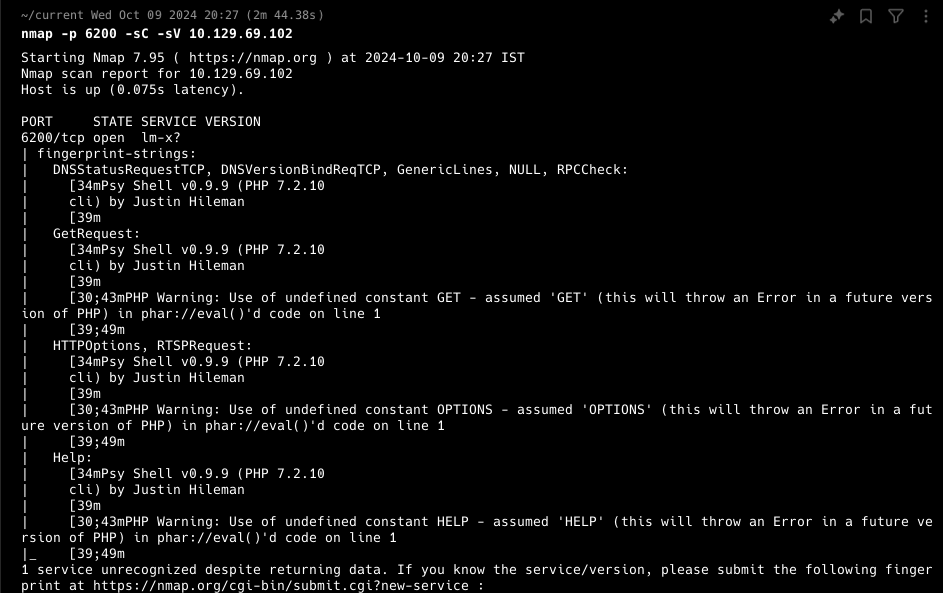 ~/current Wed Oct 09 2024 20:27 (2m 44.38s)
nmap -p 6200 -sC -sV 10.129.69.102
Starting Nmap 7.95 ( https://nmap.org ) at 2024-10-09 20:27 IST
Nmap scan report for 10.129.69.102
Host is up (0.075s latency).

PORT     STATE SERVICE VERSION
6200/tcp open  lm-x?
| fingerprint-strings:
|   DNSStatusRequestTCP, DNSVersionBindReqTCP, GenericLines, NULL, RPCCheck:
|     [34mPsy Shell v0.9.9 (PHP 7.2.10
|     cli) by Justin Hileman
|     [39m
|   GetRequest:
|     [34mPsy Shell v0.9.9 (PHP 7.2.10
|     cli) by Justin Hileman
|     [39m
|     [30;43mPHP Warning: Use of undefined constant GET - assumed 'GET' (this will throw an Error in a future vers
ion of PHP) in phar://eval()'d code on line 1
|     [39;49m
|   HTTPOptions, RTSPRequest:
|     [34mPsy Shell v0.9.9 (PHP 7.2.10
|     cli) by Justin Hileman
|     [39m
|     [30;43mPHP Warning: Use of undefined constant OPTIONS - assumed 'OPTIONS' (this will throw an Error in a fut
ure version of PHP) in phar://eval()'d code on line 1
|     [39;49m
|   Help:
|     [34mPsy Shell v0.9.9 (PHP 7.2.10
|     cli) by Justin Hileman
|     [39m
|     [30;43mPHP Warning: Use of undefined constant HELP - assumed 'HELP' (this will throw an Error in a future ve
rsion of PHP) in phar://eval()'d code on line 1
|_    [39;49m
1 service unrecognized despite returning data. If you know the service/version, please submit the following finger
print at https://nmap.org/cgi-bin/submit.cgi?new-service :